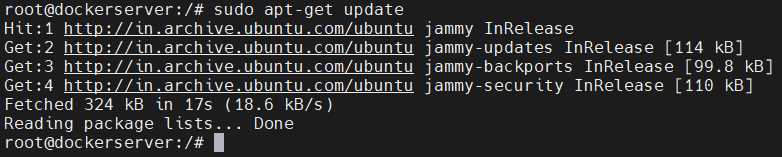 root@dockerserver:/# sudo apt-get update
Hit:1 http://in.archive.ubuntu.com/ubuntu jammy InRelease
Get:2 http://in.archive.ubuntu.com/ubuntu jammy-updates InRelease [114 kB]
Get:3 http://in.archive.ubuntu.com/ubuntu jammy-backports InRelease [99.8 kB]
Get:4 http://in.archive.ubuntu.com/ubuntu jammy-security InRelease [110 kB]
Fetched 324 kB in 17s (18.6 kB/s)
Reading package lists... Done
root@dockerserver:/#